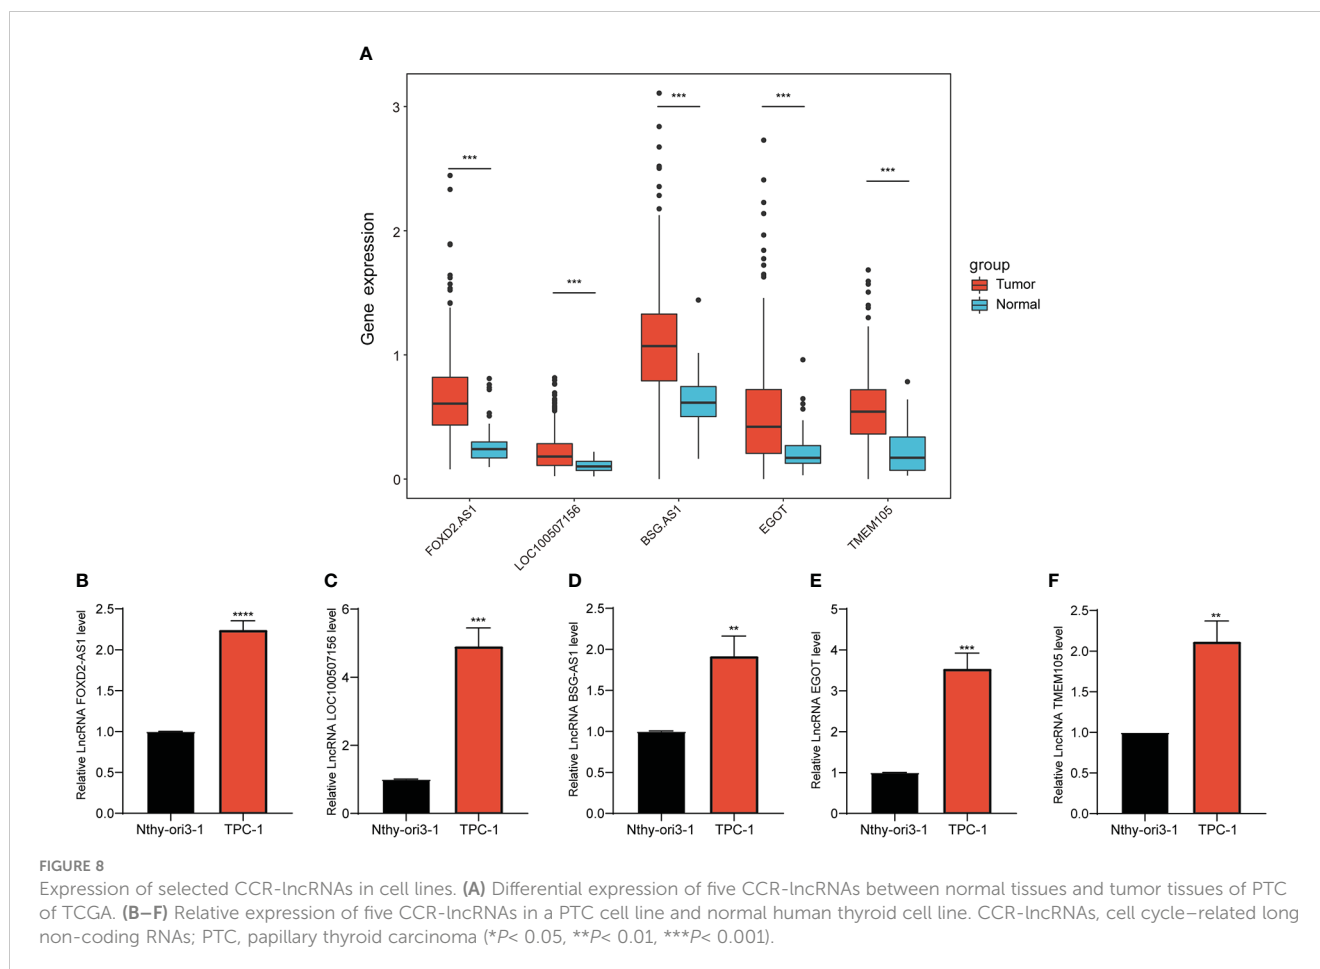 A
***
***
***
***
***
3
2
1
0
Gene expression
group
Tumor
Normal
FOXD2.AS1
LOC100507156
BSG.AS1
EGOT
TMEM105
B
Relative LncRNA FOXD2-AS1 level
2.5
2.0
1.5
1.0
0.5
0.0
****
Nthy-ori3-1 TPC-1
C
Relative LncRNA LOC100507156 level
6
4
2
0
***
Nthy-ori3-1 TPC-1
D
Relative LncRNA BSG-AS1 level
2.5
2.0
1.5
1.0
0.5
0.0
**
Nthy-ori3-1 TPC-1
E
Relative LncRNA EGOT level
5
4
3
2
1
0
***
Nthy-ori3-1 TPC-1
F
Relative LncRNA TMEM105 level
2.5
2.0
1.5
1.0
0.5
0.0
**
Nthy-ori3-1 TPC-1
FIGURE 8
Expression of selected CCR-lncRNAs in cell lines. (A) Differential expression of five CCR-lncRNAs between normal tissues and tumor tissues of PTC
of TCGA. (B–F) Relative expression of five CCR-lncRNAs in a PTC cell line and normal human thyroid cell line. CCR-lncRNAs, cell cycle–related long
non-coding RNAs; PTC, papillary thyroid carcinoma (*P< 0.05, **P< 0.01, ***P< 0.001).